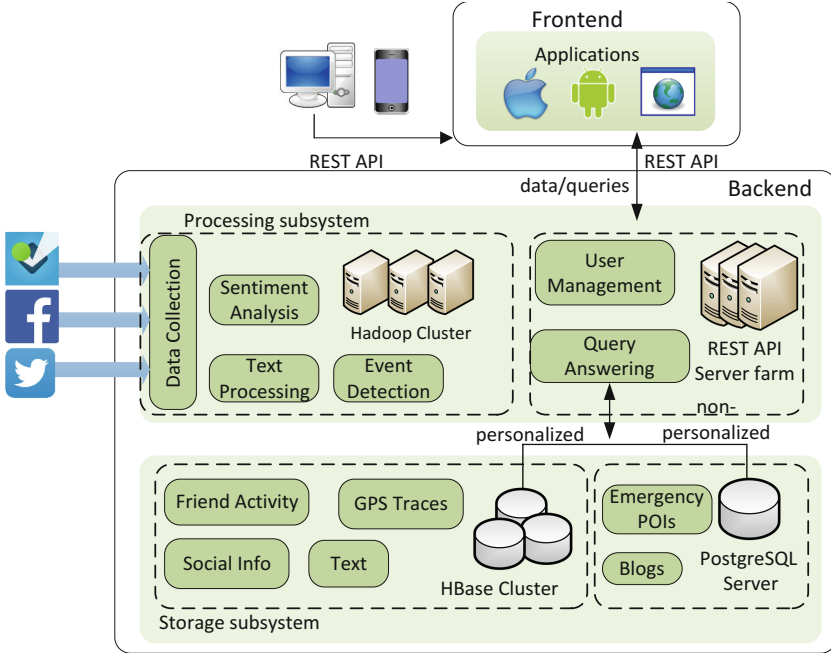 Frontend
Applications
REST API
REST API
data/queries
Backend
Processing subsystem
Data Collection
Sentiment
Analysis
Text
Processing
Event
Detection
Hadoop Cluster
User
Management
Query
Answering
REST API
Server farm
personalized
non-
personalized
Friend Activity
GPS Traces
Social Info
Text
HBase Cluster
Emergency
POIs
Blogs
PostgreSQL
Server
Storage subsystem